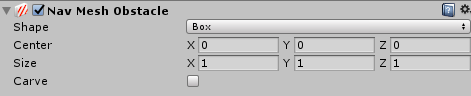 Nav Mesh Obstacle
Shape Box
Center X 0 Y 0 Z 0
Size X 1 Y 1 Z 1
Carve